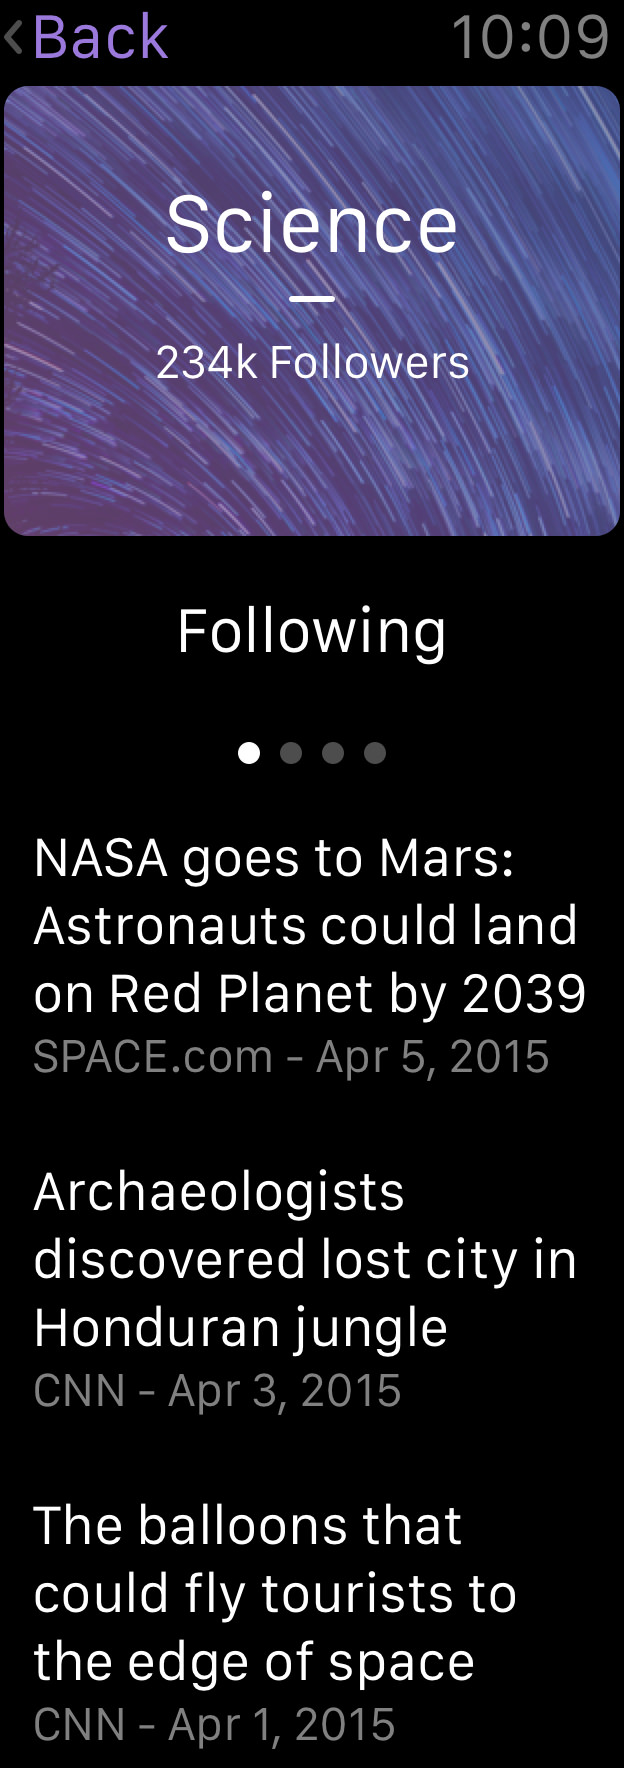 Back 10:09
Science
234k Followers
Following
NASA goes to Mars:
Astronauts could land
on Red Planet by 2039
SPACE.com - Apr 5, 2015
Archaeologists
discovered lost city in
Honduran jungle
CNN - Apr 3, 2015
The balloons that
could fly tourists to
the edge of space
CNN - Apr 1, 2015